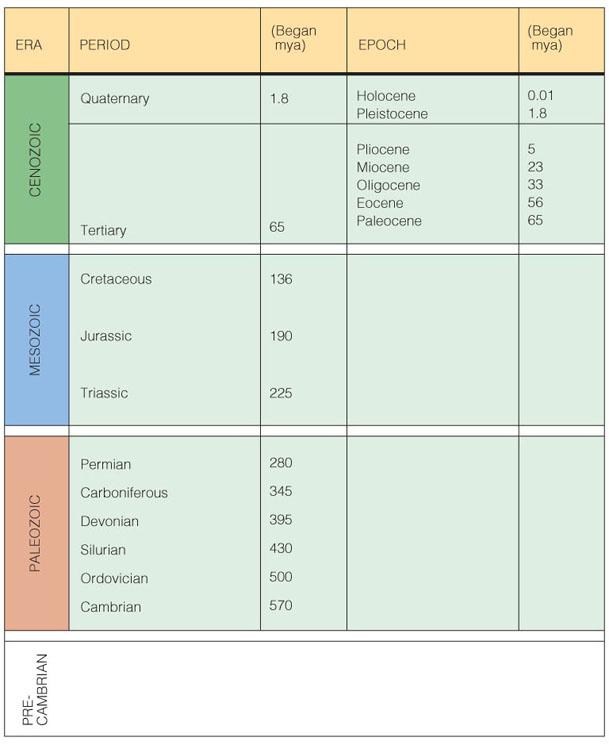 ERA PERIOD (Began mya) EPOCH (Began mya)
CENOZOIC
Quaternary 1.8 Holocene 0.01
Pleistocene 1.8
Pliocene 5
Miocene 23
Oligocene 33
Eocene 56
Paleocene 65
Tertiary 65
MESOZOIC
Cretaceous 136
Jurassic 190
Triassic 225
PALEOZOIC
Permian 280
Carboniferous 345
Devonian 395
Silurian 430
Ordovician 500
Cambrian 570
PRE-
CAMBRIAN